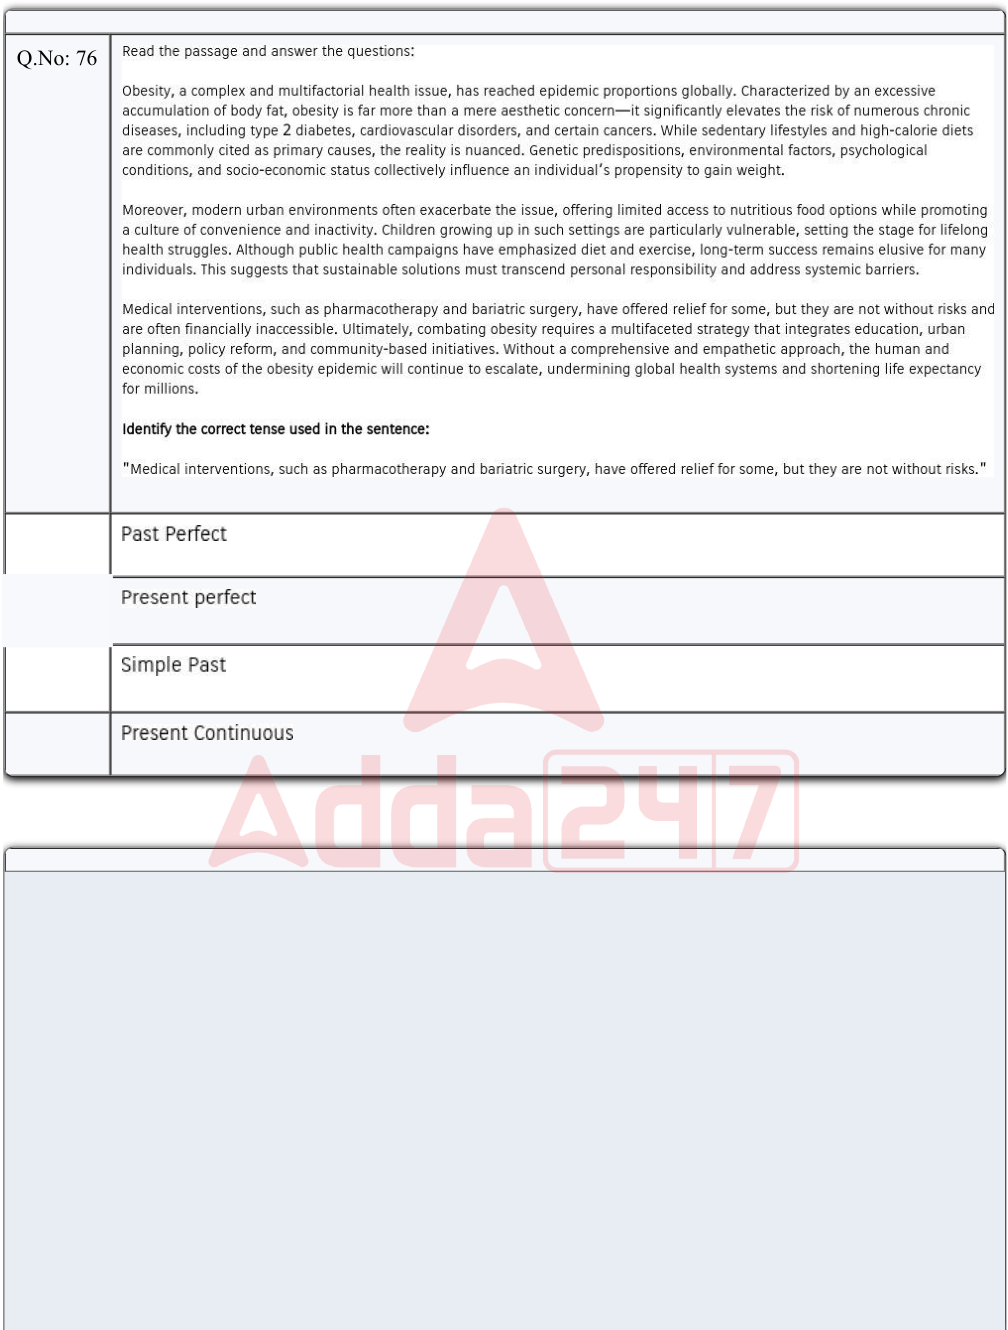 Q.No: 76
Read the passage and answer the questions:
Obesity, a complex and multifactorial health issue, has reached epidemic proportions globally. Characterized by an excessive
accumulation of body fat, obesity is far more than a mere aesthetic concern—it significantly elevates the risk of numerous chronic
diseases, including type 2 diabetes, cardiovascular disorders, and certain cancers. While sedentary lifestyles and high-calorie diets
are commonly cited as primary causes, the reality is nuanced. Genetic predispositions, environmental factors, psychological
conditions, and socio-economic status collectively influence an individual's propensity to gain weight.
Moreover, modern urban environments often exacerbate the issue, offering limited access to nutritious food options while promoting
a culture of convenience and inactivity. Children growing up in such settings are particularly vulnerable, setting the stage for lifelong
health struggles. Although public health campaigns have emphasized diet and exercise, long-term success remains elusive for many
individuals. This suggests that sustainable solutions must transcend personal responsibility and address systemic barriers.
Medical interventions, such as pharmacotherapy and bariatric surgery, have offered relief for some, but they are not without risks and
are often financially inaccessible. Ultimately, combating obesity requires a multifaceted strategy that integrates education, urban
planning, policy reform, and community-based initiatives. Without a comprehensive and empathetic approach, the human and
economic costs of the obesity epidemic will continue to escalate, undermining global health systems and shortening life expectancy
for millions.
Identify the correct tense used in the sentence:
"Medical interventions, such as pharmacotherapy and bariatric surgery, have offered relief for some, but they are not without risks."
Past Perfect
Present perfect
Simple Past
Present Continuous
Adda247